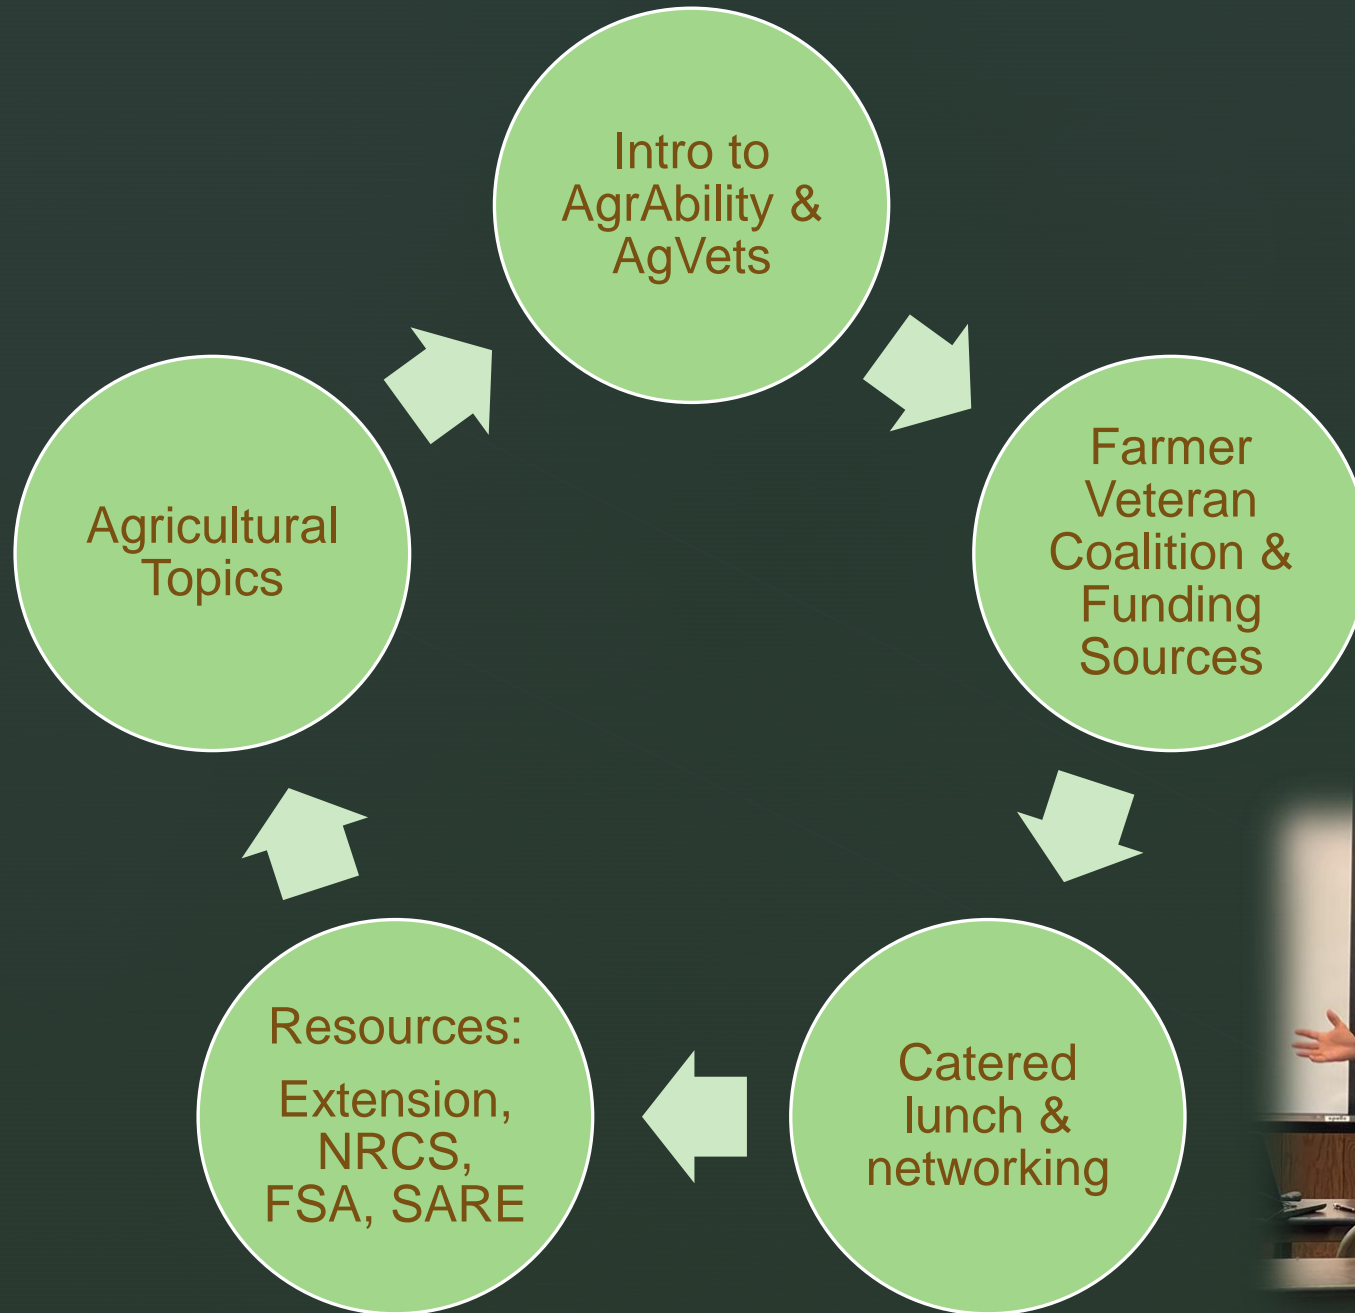 Intro to
AgrAbility &
AgVets
Farmer
Veteran
Coalition &
Funding
Sources
Catered
lunch &
networking
Resources:
Extension,
NRCS,
FSA, SARE
Agricultural
Topics